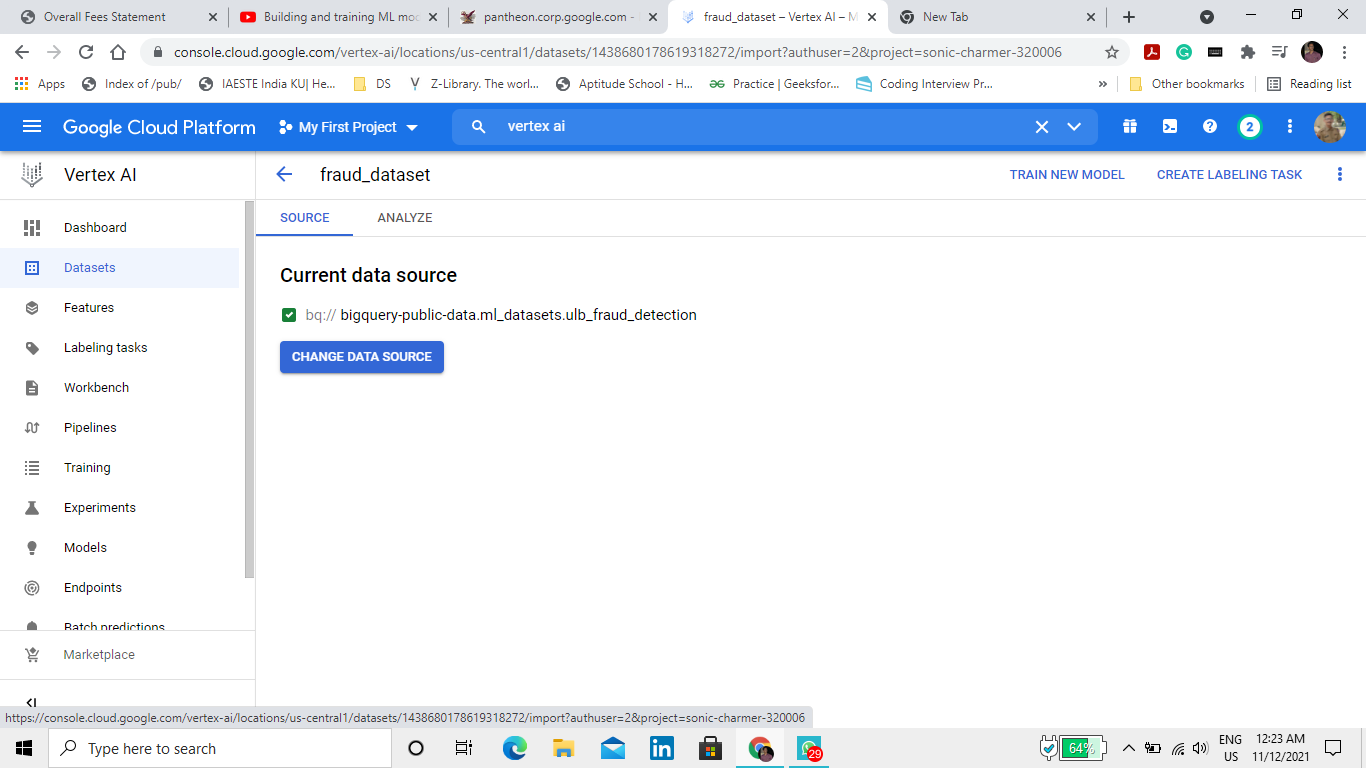 Overall Fees Statement
Building and training ML moc
pantheon.corp.google.com -
fraud_dataset – Vertex AI – M
New Tab
console.cloud.google.com/vertex-ai/locations/us-central1/datasets/1438680178619318272/import?authuser=2&project=sonic-charmer-320006
Apps
Index of /pub/
IAESTE India KU| He...
DS
Z-Library. The worl...
Aptitude School - H...
Practice | Geeksfor...
Coding Interview Pr...
»
Other bookmarks
Reading list
Google Cloud Platform
My First Project
vertex ai
2
Vertex AI
fraud_dataset
TRAIN NEW MODEL
CREATE LABELING TASK
SOURCE
ANALYZE
Dashboard
Datasets
Features
Labeling tasks
Workbench
Pipelines
Training
Experiments
Models
Endpoints
Batch predictions
Marketplace
Current data source
bq:// bigquery-public-data.ml_datasets.ulb_fraud_detection
CHANGE DATA SOURCE
https://console.cloud.google.com/vertex-ai/locations/us-central1/datasets/1438680178619318272/import?authuser=2&project=sonic-charmer-320006
Type here to search
29
64%
ENG
US
12:23 AM
11/12/2021